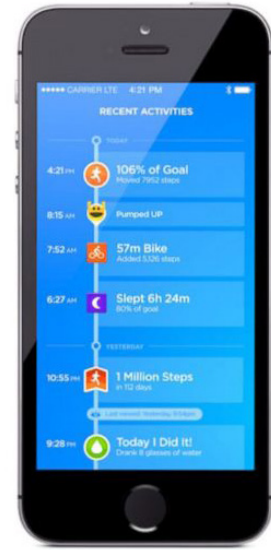 CARRIER LTE 4:21 PM
RECENT ACTIVITIES
TODAY
4:21 PM 106% of Goal
Moved 7952 steps
8:15 AM Pumped UP
7:52 AM 57m Bike
Added 5,126 steps
6:27 AM Slept 6h 24m
80% of goal
YESTERDAY
10:55 PM 1 Million Steps
in 112 days
Last viewed Yesterday
9:28 PM Today I Did It!
Drank 8 glasses of water